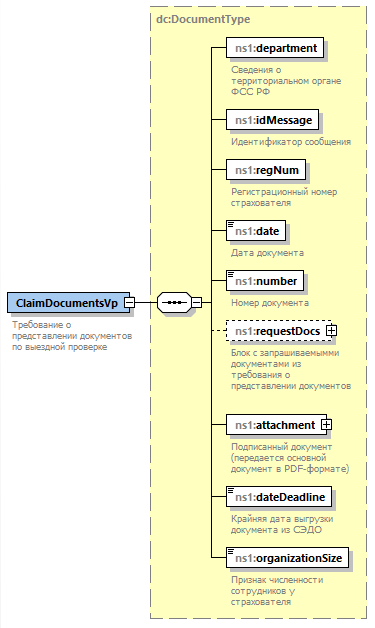 dc:DocumentType
ns1:department
Сведения о
территориальном органе
ФСС РФ
ns1:idMessage
Идентификатор сообщения
ns1:regNum
Регистрационный номер
страхователя
ns1:date
Дата документа
ns1:number
Номер документа
ClaimDocumentsVp
Требование о
представлении документов
по выездной проверке
ns1:requestDocs
Блок с запрашиваемымми
документами из
требования о
представлении документов
ns1:attachment
Подписанный документ
(передается основной
документ в PDF-формате)
ns1:dateDeadline
Крайняя дата выгрузки
документа из СЭДО
ns1:organizationSize
Признак численности
сотрудников у
страхователя